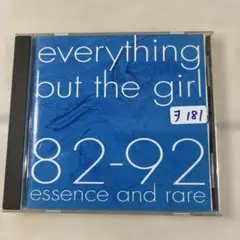 everything
but the girl
ヲ181
82-92
essence and rare